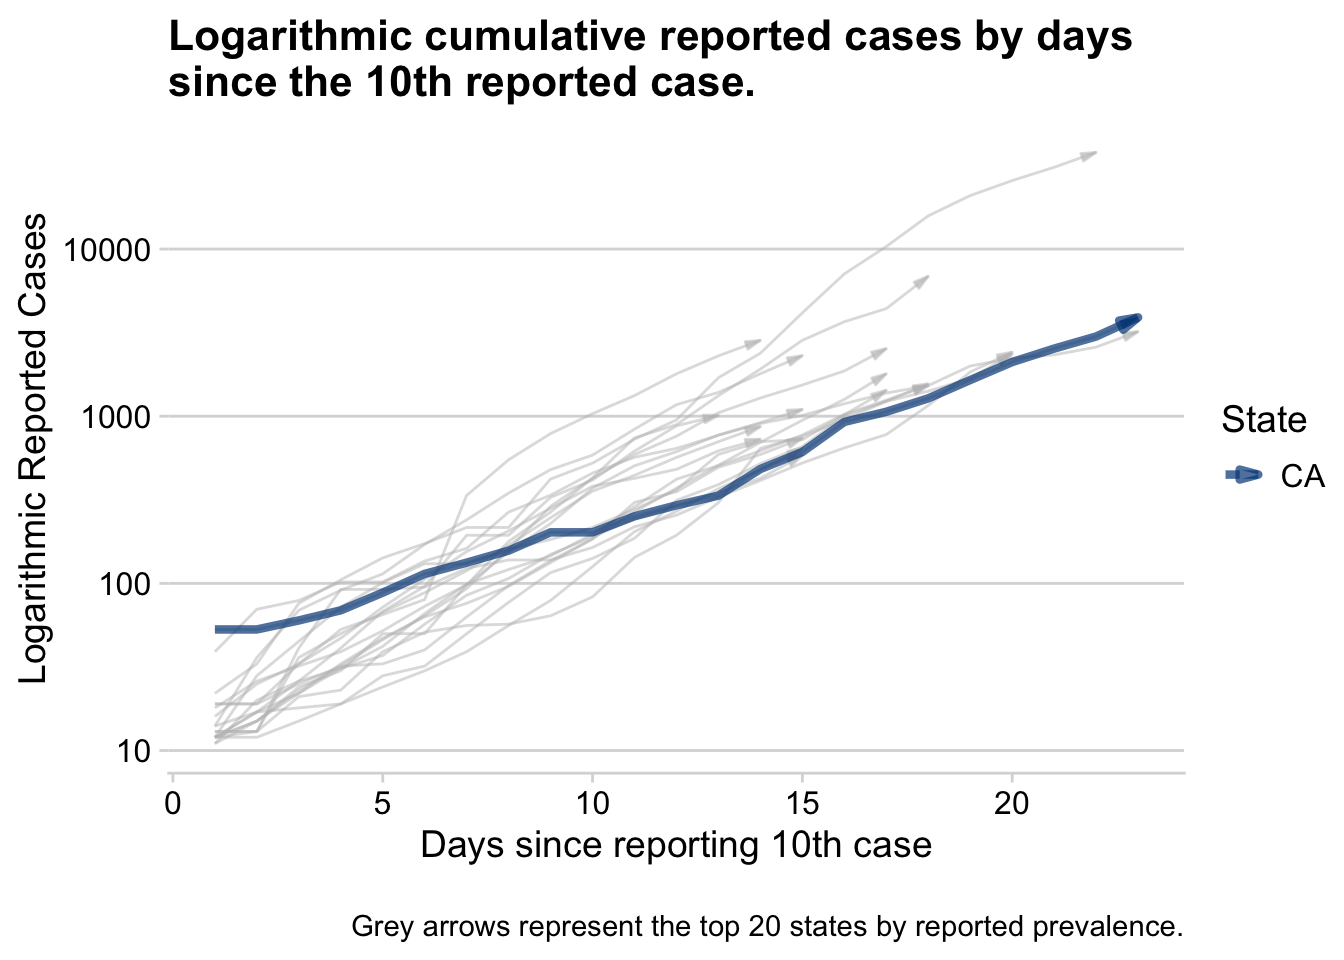 Logarithmic cumulative reported cases by days
since the 10th reported case.
Logarithmic Reported Cases
10000
1000
100
10
0
5
10
15
20
Days since reporting 10th case
State
CA
Grey arrows represent the top 20 states by reported prevalence.